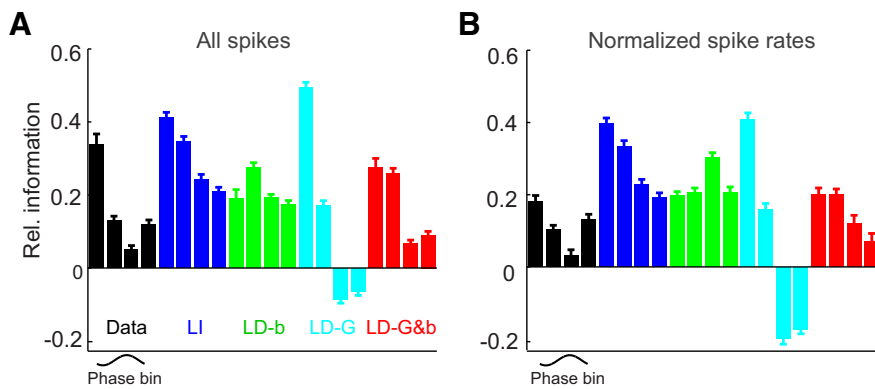 A
All spikes
Rel. information
0.6
0.4
0.2
0
-0.2
Data
LI
LD-b
LD-G
LD-G&b
Phase bin
B
Normalized spike rates
0.6
0.4
0.2
0
-0.2
Phase bin